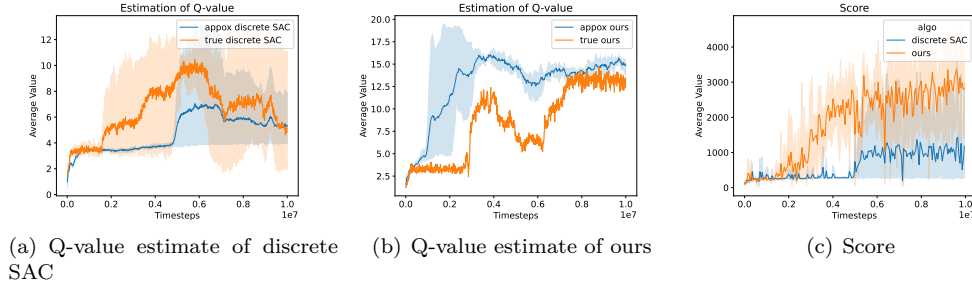 Estimation of Q-value
appox discrete SAC
true discrete SAC
12
10
8
6
4
2
0
Average Value
0.0 0.2 0.4 0.6 0.8 1.0
1e7
Timesteps
(a) Q-value estimate of discrete
SAC
Estimation of Q-value
appox ours
true ours
20.0
17.5
15.0
12.5
10.0
7.5
5.0
2.5
Average Value
0.0 0.2 0.4 0.6 0.8 1.0
1e7
Timesteps
(b) Q-value estimate of ours
Score
algo
discrete SAC
ours
4000
3000
2000
1000
0
Average Value
0.0 0.2 0.4 0.6 0.8 1.0
1e7
Timesteps
(c) Score